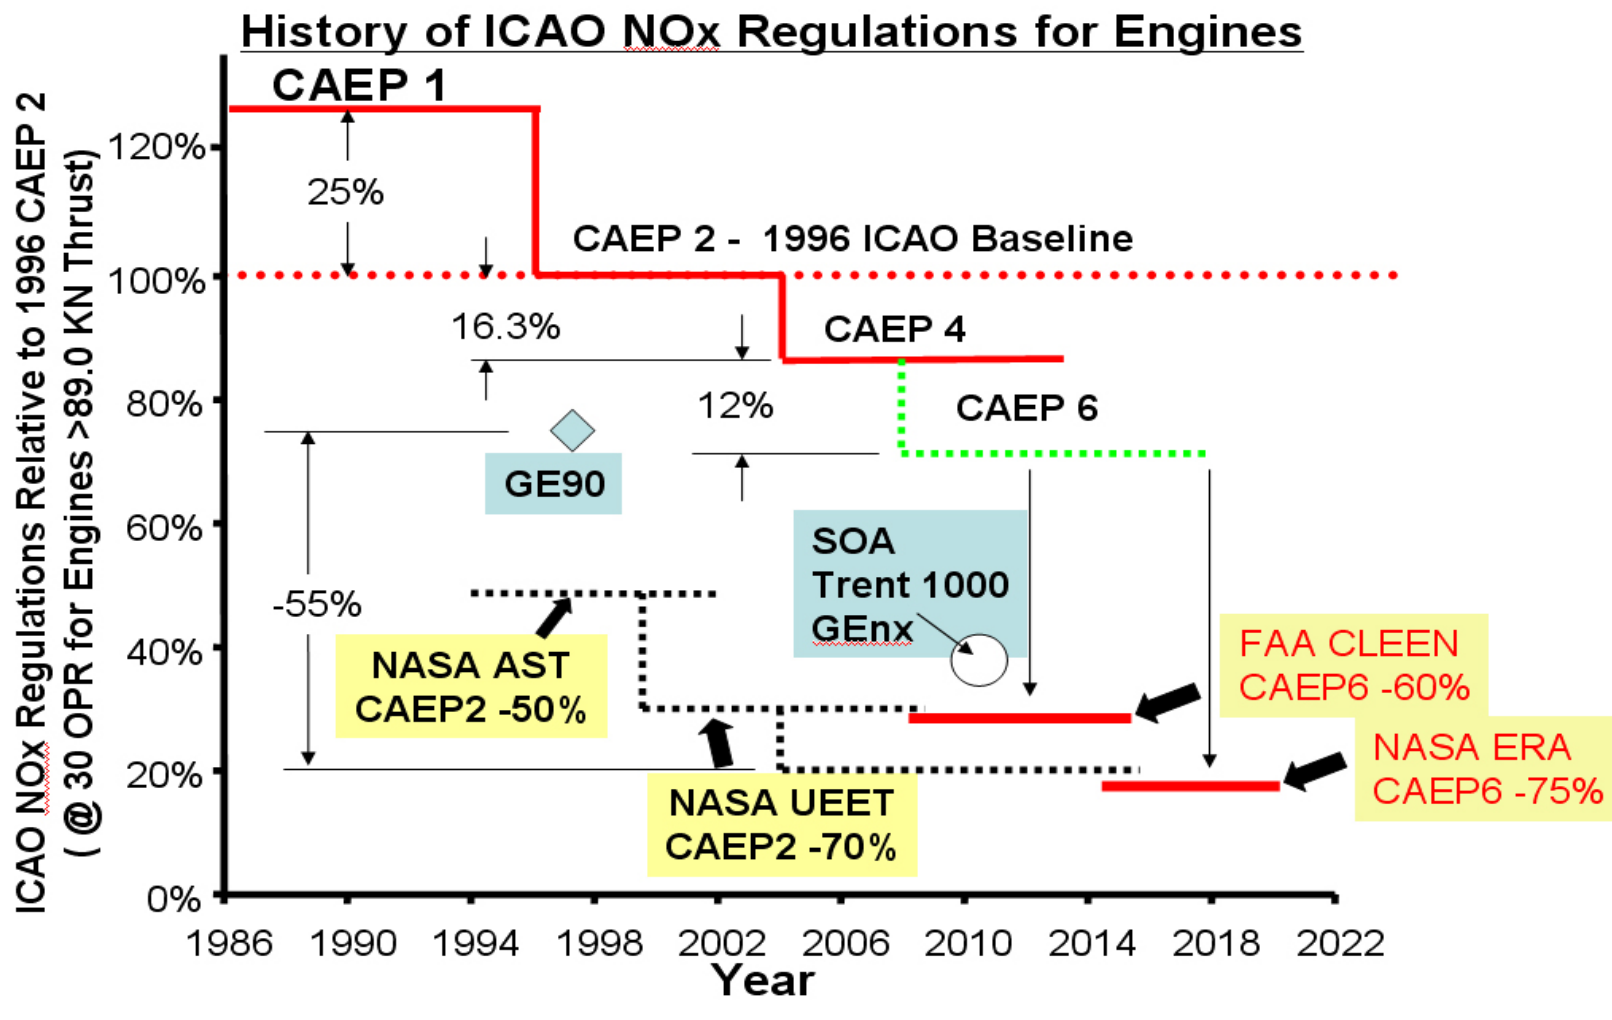 History of ICAO NOx Regulations for Engines
ICAO NOx Regulations Relative to 1996 CAEP 2
( @ 30 OPR for Engines >89.0 KN Thrust)
CAEP 1
120%
25%
CAEP 2 - 1996 ICAO Baseline
100%
16.3%
CAEP 4
80%
12%
CAEP 6
GE90
60%
SOA
Trent 1000
GEnx
-55%
40%
NASA AST
CAEP2 -50%
FAA CLEEN
CAEP6 -60%
NASA ERA
CAEP6 -75%
20%
NASA UEET
CAEP2 -70%
0%
1986 1990 1994 1998 2002 2006 2010 2014 2018 2022
Year